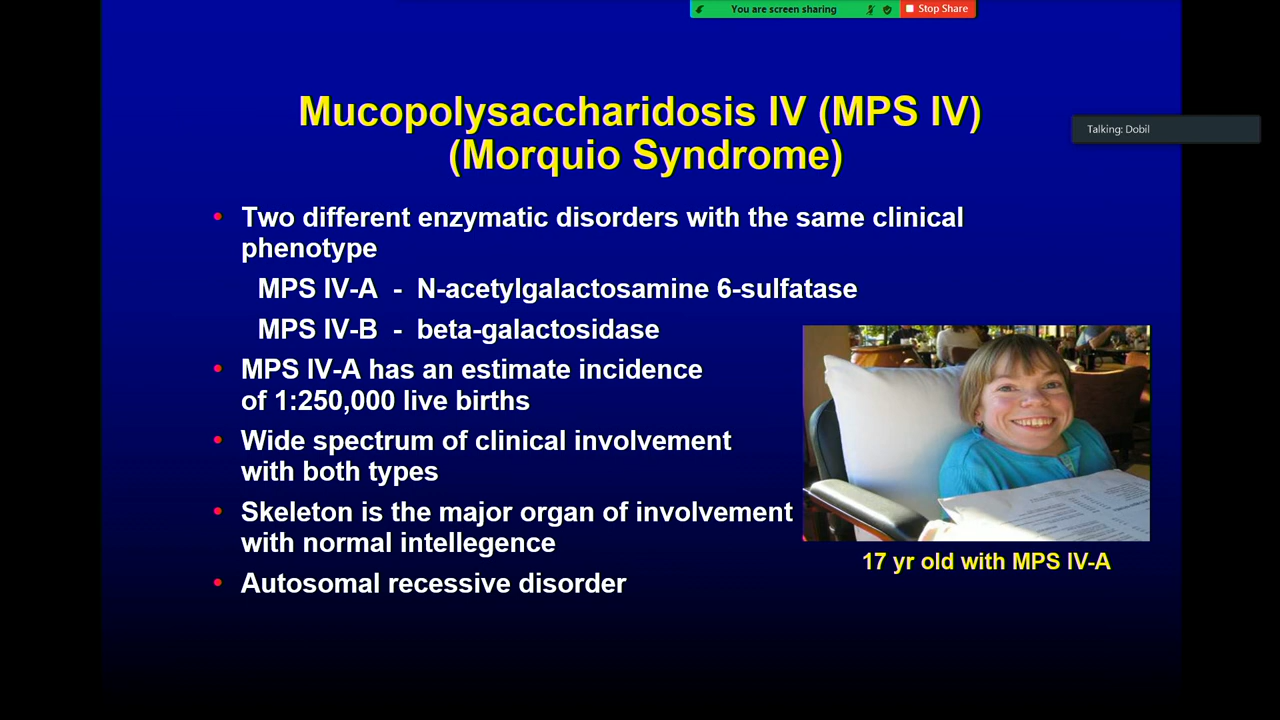 You are screen sharing
Stop Share
Mucopolysaccharidosis IV (MPS IV)
(Morquio Syndrome)
Talking: Dobil
• Two different enzymatic disorders with the same clinical
phenotype
MPS IV-A - N-acetylgalactosamine 6-sulfatase
MPS IV-B - beta-galactosidase
• MPS IV-A has an estimate incidence
of 1:250,000 live births
• Wide spectrum of clinical involvement
with both types
• Skeleton is the major organ of involvement
with normal intellegence
• Autosomal recessive disorder
17 yr old with MPS IV-A